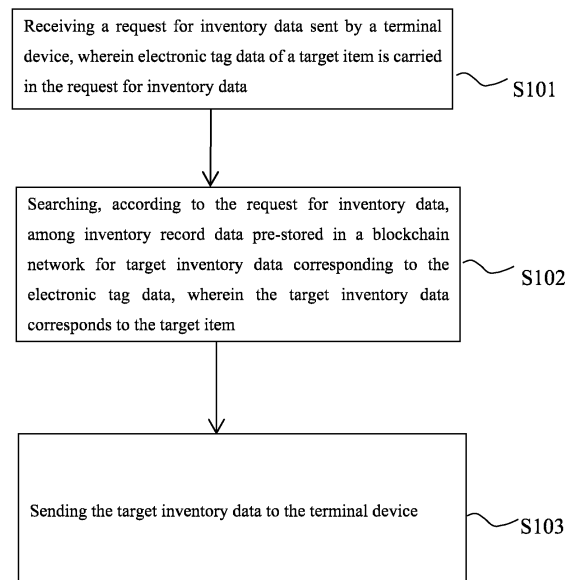 Receiving a request for inventory data sent by a terminal
device, wherein electronic tag data of a target item is carried
in the request for inventory data
S101
Searching, according to the request for inventory data,
among inventory record data pre-stored in a blockchain
network for target inventory data corresponding to the
electronic tag data, wherein the target inventory data
corresponds to the target item
S102
Sending the target inventory data to the terminal device
S103